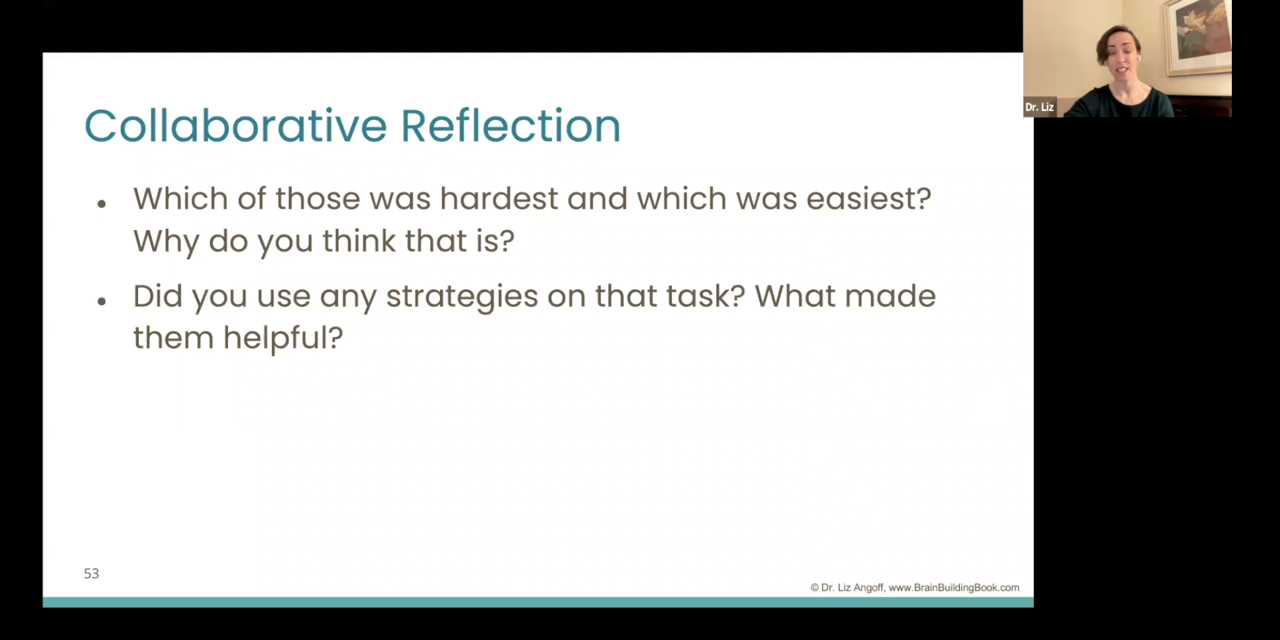 Dr. Liz
Collaborative Reflection
• Which of those was hardest and which was easiest?
Why do you think that is?
• Did you use any strategies on that task? What made
them helpful?
53
© Dr. Liz Angoff, www.BrainBuildingBook.com